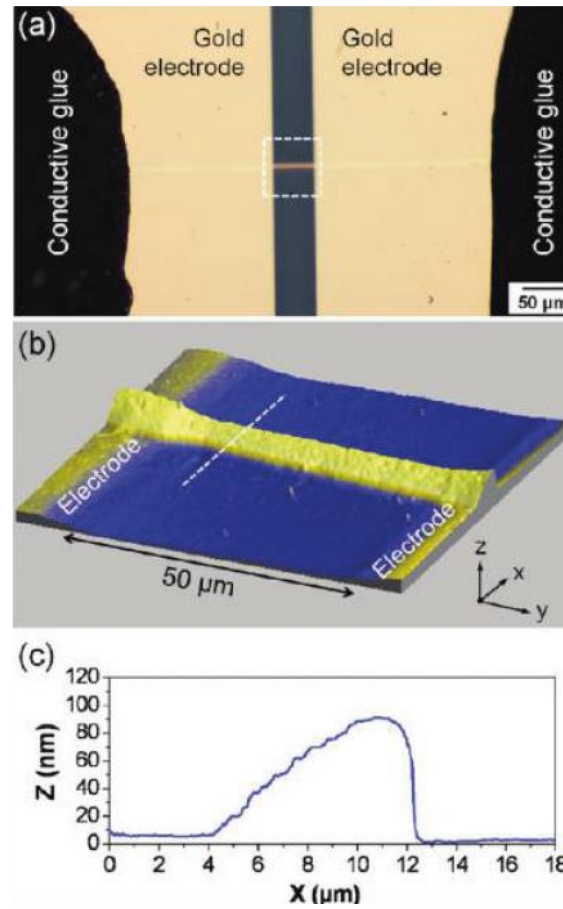 (a)
Gold
electrode
Gold
electrode
Conductive glue
Conductive glue
50 µm
(b)
Electrode
Electrode
50 µm
z
x
y
(c)
Z (nm)
120
100
80
60
40
20
0
0 2 4 6 8 10 12 14 16 18
X (µm)